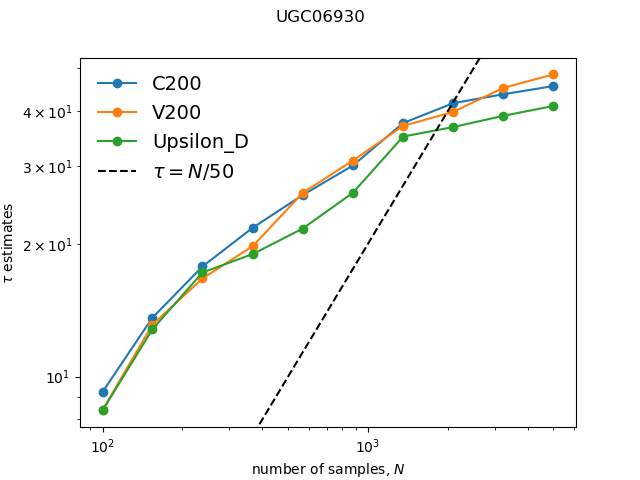 UGC06930
C200
V200
Upsilon_D
τ = N/50
4 × 10¹
3 × 10¹
2 × 10¹
10¹
τ estimates
10² 10³
number of samples, N